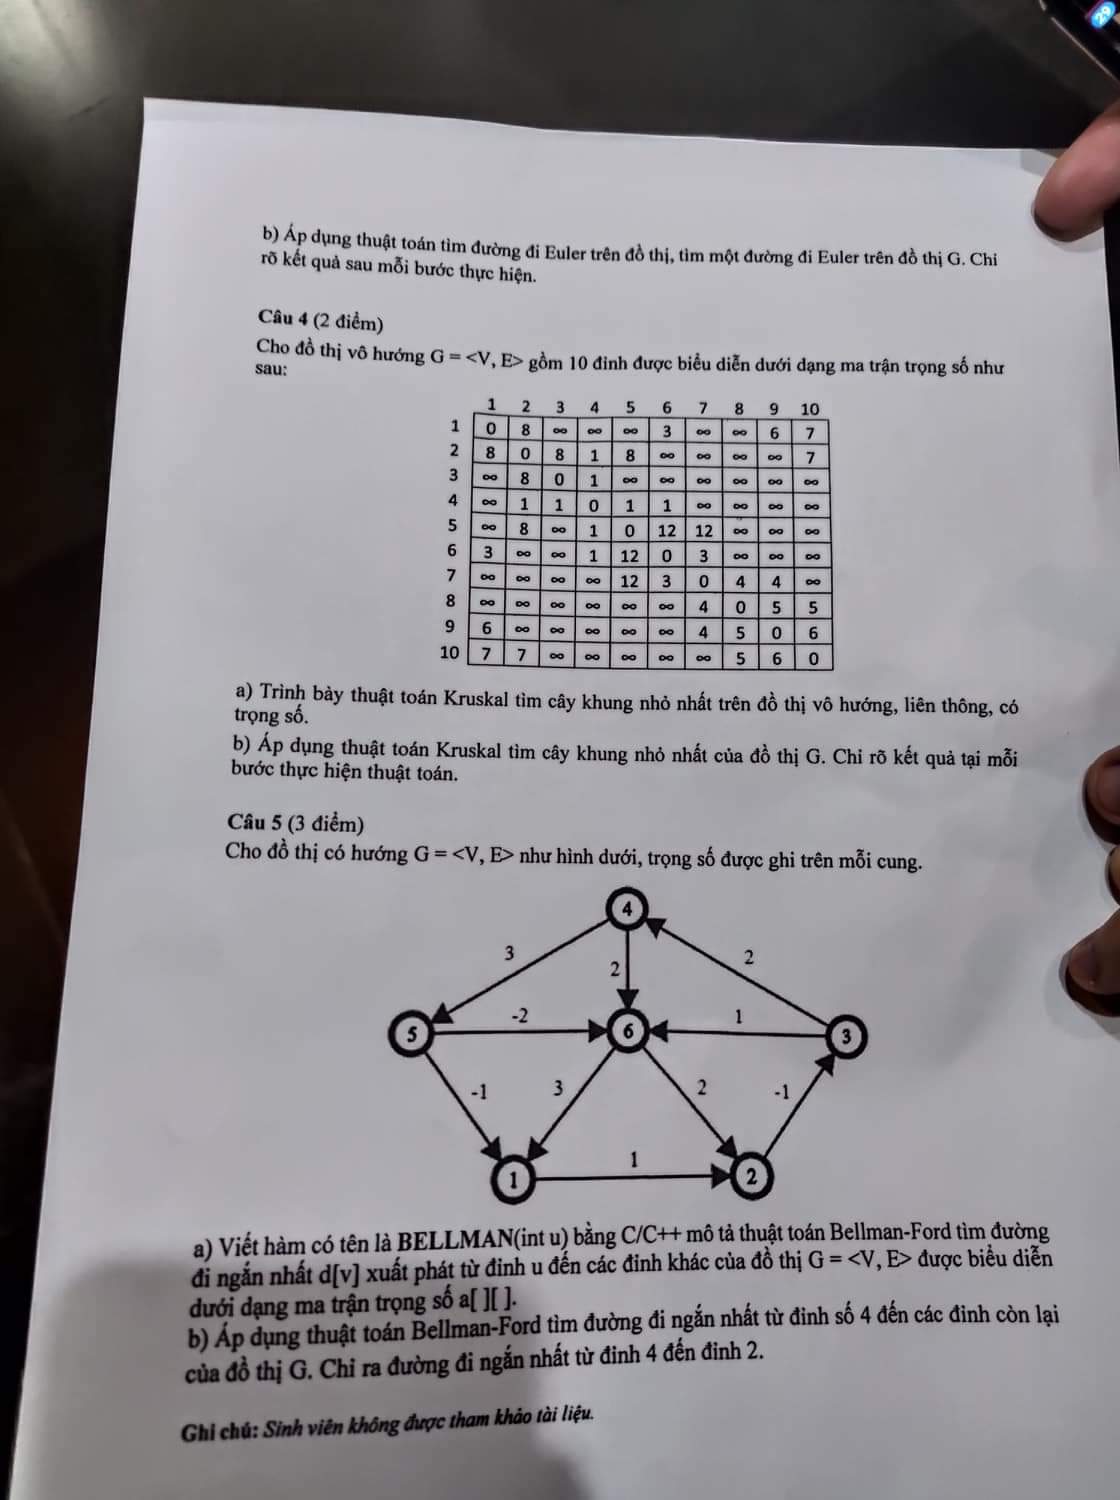 29
b) Áp dụng thuật toán tìm đường đi Euler trên đồ thị, tìm một đường đi Euler trên đồ thị G. Chỉ
rõ kết quả sau mỗi bước thực hiện.
Câu 4 (2 điểm)
Cho đồ thị vô hướng G = <V, E> gồm 10 đỉnh được biểu diễn dưới dạng ma trận trọng số như
sau:
1 2 3 4 5 6 7 8 9 10
1 0 8 ∞ ∞ ∞ 3 ∞ ∞ 6 7
2 8 0 8 1 8 ∞ ∞ ∞ ∞ 7
3 ∞ 8 0 1 ∞ ∞ ∞ ∞ ∞ ∞
4 ∞ 1 1 0 1 1 ∞ ∞ ∞ ∞
5 ∞ 8 ∞ 1 0 12 12 ∞ ∞ ∞
6 3 ∞ ∞ 1 12 0 3 ∞ ∞ ∞
7 ∞ ∞ ∞ ∞ 12 3 0 4 4 ∞
8 ∞ ∞ ∞ ∞ ∞ ∞ 4 0 5 5
9 6 ∞ ∞ ∞ ∞ ∞ 4 5 0 6
10 7 7 ∞ ∞ ∞ ∞ ∞ 5 6 0
a) Trình bày thuật toán Kruskal tìm cây khung nhỏ nhất trên đồ thị vô hướng, liên thông, có
trọng số.
b) Áp dụng thuật toán Kruskal tìm cây khung nhỏ nhất của đồ thị G. Chỉ rõ kết quả tại mỗi
bước thực hiện thuật toán.
Câu 5 (3 điểm)
Cho đồ thị có hướng G = <V, E> như hình dưới, trọng số được ghi trên mỗi cung.
4
3 2 2
-2 1
5 6 3
-1 3 2 -1
1
1 2
a) Viết hàm có tên là BELLMAN(int u) bằng C/C++ mô tả thuật toán Bellman-Ford tìm đường
đi ngắn nhất d[v] xuất phát từ đỉnh u đến các đỉnh khác của đồ thị G = <V, E> được biểu diễn
dưới dạng ma trận trọng số a[ ][ ].
b) Áp dụng thuật toán Bellman-Ford tìm đường đi ngắn nhất từ đỉnh số 4 đến các đỉnh còn lại
của đồ thị G. Chỉ ra đường đi ngắn nhất từ đỉnh 4 đến đỉnh 2.
Ghi chú: Sinh viên không được tham khảo tài liệu.